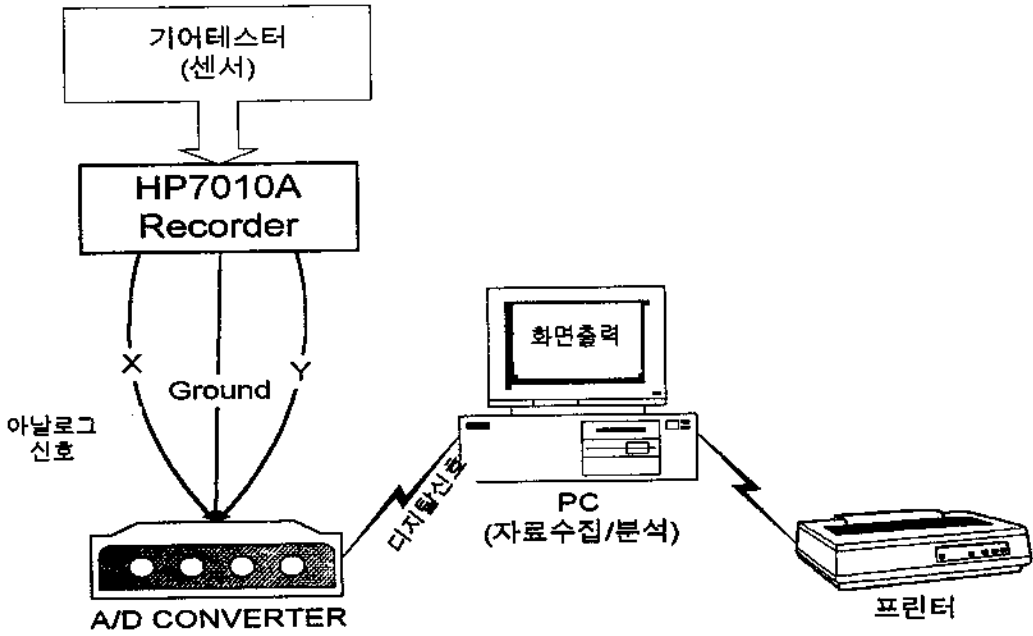 기어테스터
(센서)
HP7010A
Recorder
X
Ground
Y
아날로그
신호
화면출력
디지탈신호
PC
(자료수집/분석)
A/D CONVERTER
프린터